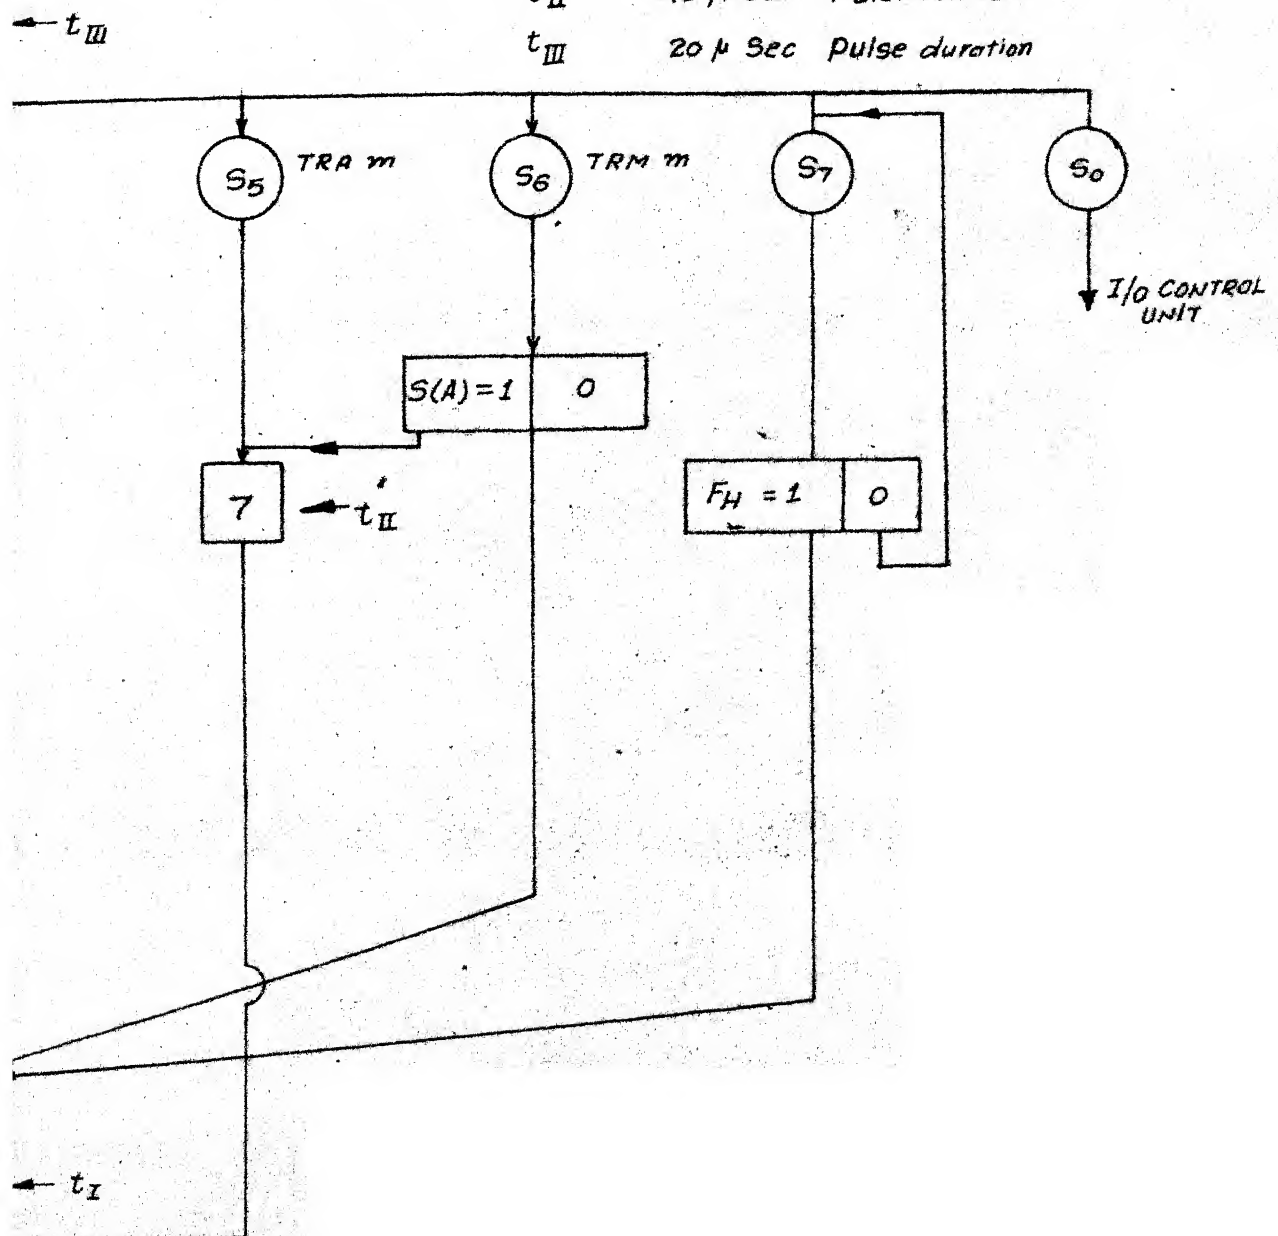 t_III
t_III 20 μ Sec Pulse duration
S5 TRA m
S6 TRM m
S7
S0
I/O CONTROL
UNIT
S(A) = 1 0
7
t'_II
FH = 1 0
t_I